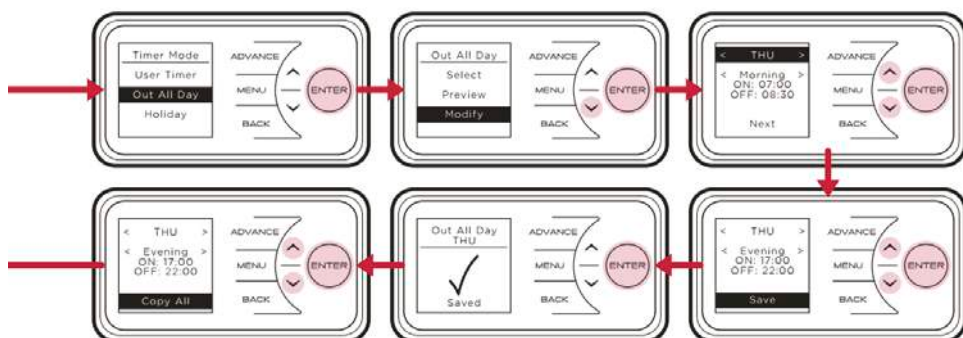 Timer Mode
User Timer
Out All Day
Holiday
ADVANCE
MENU
BACK
ENTER
Out All Day
Select
Preview
Modify
ADVANCE
MENU
BACK
ENTER
< THU >
< Morning >
ON: 07:00
OFF: 08:30
Next
ADVANCE
MENU
BACK
ENTER
< THU >
< Evening >
ON: 17:00
OFF: 22:00
Save
ADVANCE
MENU
BACK
ENTER
Out All Day
THU
Saved
ADVANCE
MENU
BACK
ENTER
< THU >
< Evening >
ON: 17:00
OFF: 22:00
Copy All
ADVANCE
MENU
BACK
ENTER